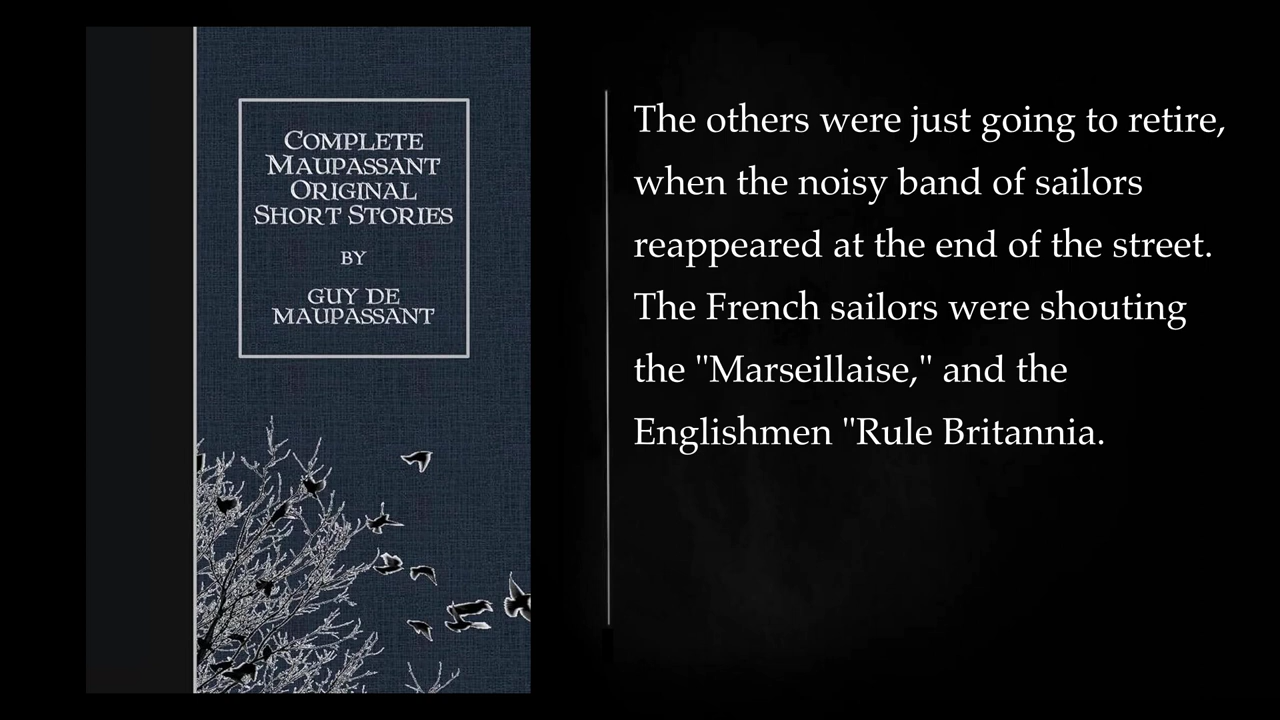 COMPLETE
MAUPASSANT
ORIGINAL
SHORT STORIES
BY
GUY DE
MAUPASSANT
The others were just going to retire,
when the noisy band of sailors
reappeared at the end of the street.
The French sailors were shouting
the "Marseillaise," and the
Englishmen "Rule Britannia.